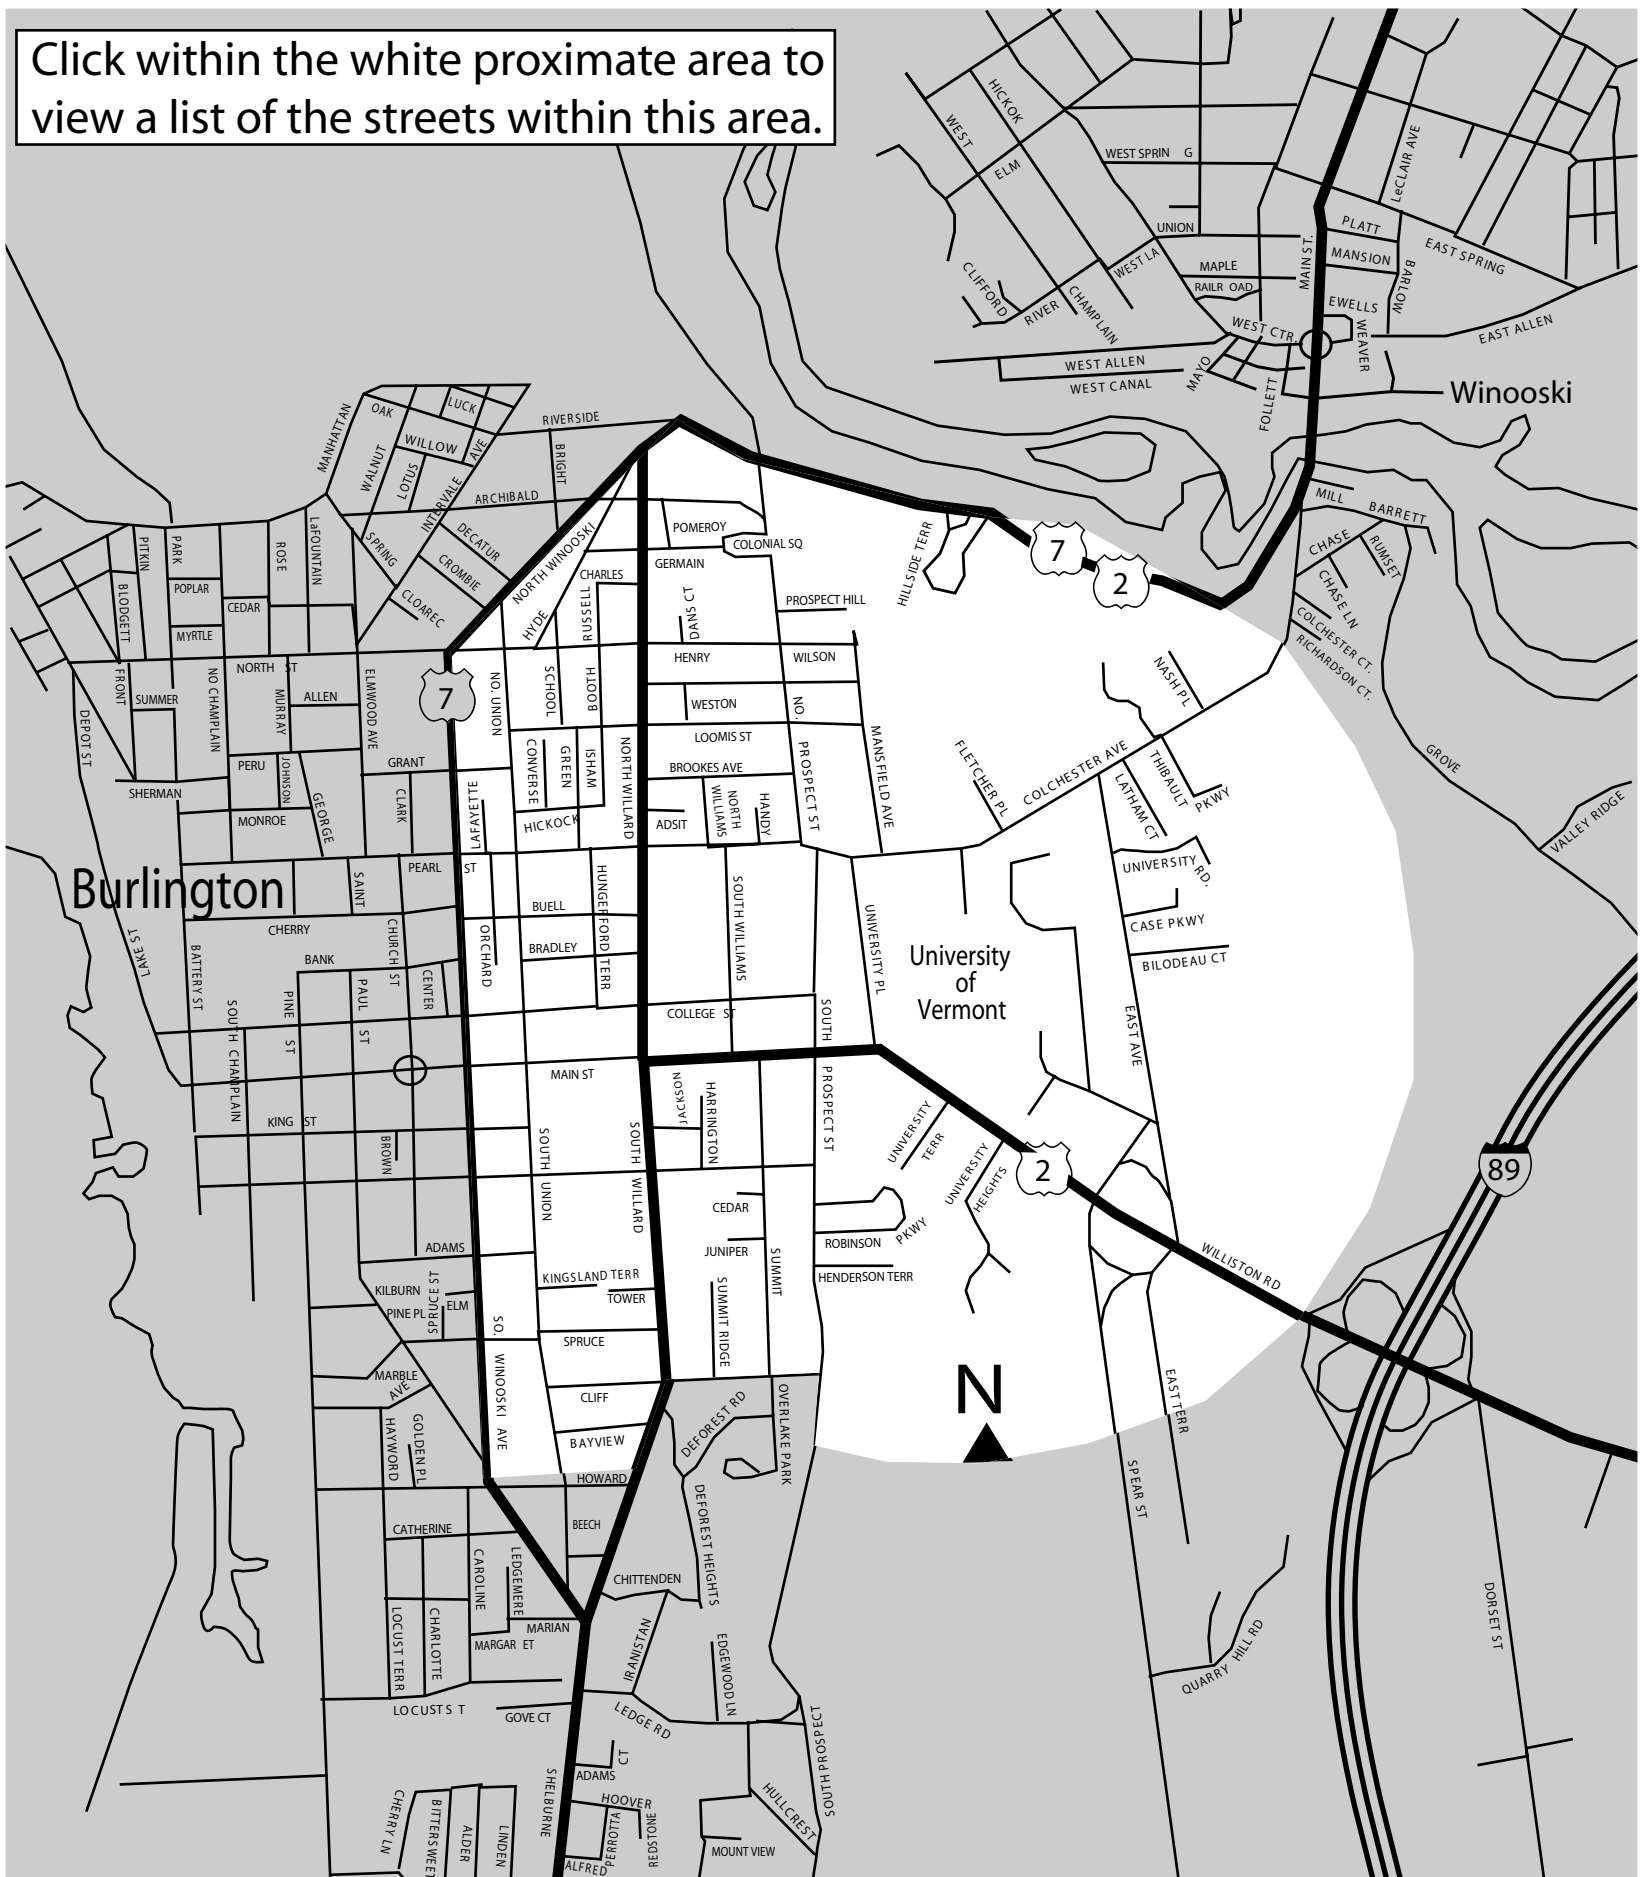 Click within the white proximate area to
view a list of the streets within this area.
HICKOK
WEST
ELM
WEST SPRIN G
LeCLAIR AVE
UNION
PLATT
EAST SPRING
MAIN ST.
MANSION
WEST LA
MAPLE
BARLOW
CLIFFORD
RAILR OAD
CHAMPLAIN
RIVER
EWELLS
WEAVER
EAST ALLEN
WEST CTR.
WEST ALLEN
MAYO
WEST CANAL
FOLLETT
Winooski
MANHATTAN
OAK
LUCK
RIVERSIDE
WILLOW
AVE
WALNUT
LOTUS
BRIGHT
INTERVALE
ARCHIBALD
MILL
BARRETT
LaFOUNTAIN
SPRING
DECATUR
NORTH WINOOSKI
POMEROY
COLONIAL SQ
HILLSIDE TERR
7
2
CHASE
RUMSET
PITKIN
PARK
ROSE
CROMBIE
GERMAIN
CHARLES
CHASE LN
BLODGETT
POPLAR
CEDAR
CLOAREC
HYDE
RUSSELL
DANS CT
PROSPECT HILL
COLCHESTER CT.
MYRTLE
RICHARDSON CT.
NORTH ST
HENRY
WILSON
NASH PL
FRONT
SUMMER
NO CHAMPLAIN
MURRAY
ALLEN
ELMWOOD AVE
7
NO. UNION
SCHOOL
BOOTH
WESTON
NO.
PROSPECT ST
DEPOT ST
LOOMIS ST
MANSFIELD AVE
GROVE
PERU
JOHNSON
GRANT
CONVERSE
GREEN
ISHAM
NORTH WILLARD
BROOKES AVE
FLETCHER PL
COLCHESTER AVE
THIBAULT
PKWY
SHERMAN
GEORGE
CLARK
LAFAYETTE
NORTH
WILLIAMS
HANDY
LATHAM CT
VALLEY RIDGE
MONROE
HICKOCK
ADSIT
PEARL ST
UNIVERSITY
RD.
Burlington
SAINT
HUNGERFORD TERR
SOUTH WILLIAMS
UNIVERSITY PL
BUELL
CASE PKWY
CHERRY
CHURCH ST
ORCHARD
LAKE ST
BATTERY ST
BANK
BRADLEY
BILODEAU CT
University
of
Vermont
PINE
ST
PAUL
ST
CENTER
SOUTH CHAMPLAIN
COLLEGE ST
SOUTH
PROSPECT ST
EAST AVE
MAIN ST
JACKSON
HARRINGTON
KING ST
BROWN
SOUTH
UNION
SOUTH
WILLARD
UNIVERSITY
TERR
UNIVERSITY
HEIGHTS
2
89
CEDAR
ROBINSON
PKWY
ADAMS
JUNIPER
SUMMIT
WILLISTON RD
KINGSLAND TERR
HENDERSON TERR
KILBURN
SPRUCE ST
ELM
TOWER
SUMMIT RIDGE
PINE PL
SO.
WINOOSKI AVE
SPRUCE
MARBLE
AVE
N
CLIFF
DEFOREST RD
OVERLAKE PARK
EAST TERR
HAYWORD
GOLDEN PL
BAYVIEW
HOWARD
SPEAR ST
DEFOREST HEIGHTS
CATHERINE
BEECH
CAROLINE
LEDGEMERE
CHITTENDEN
LOCUST TERR
CHARLOTTE
MARIAN
MARGAR ET
IRANISTAN
EDGEWOOD LN
DORSET ST
QUARRY
HILL RD
LOCUSTS T
GOVE CT
LEDGE RD
SOUTH PROSPECT
ADAMS
CT
SHELBURNE
HOOVER
HULLCREST
CHERRY LN
BITTERSWEET
ALDER
LINDEN
PERROTTA
REDSTONE
MOUNT VIEW
ALFRED